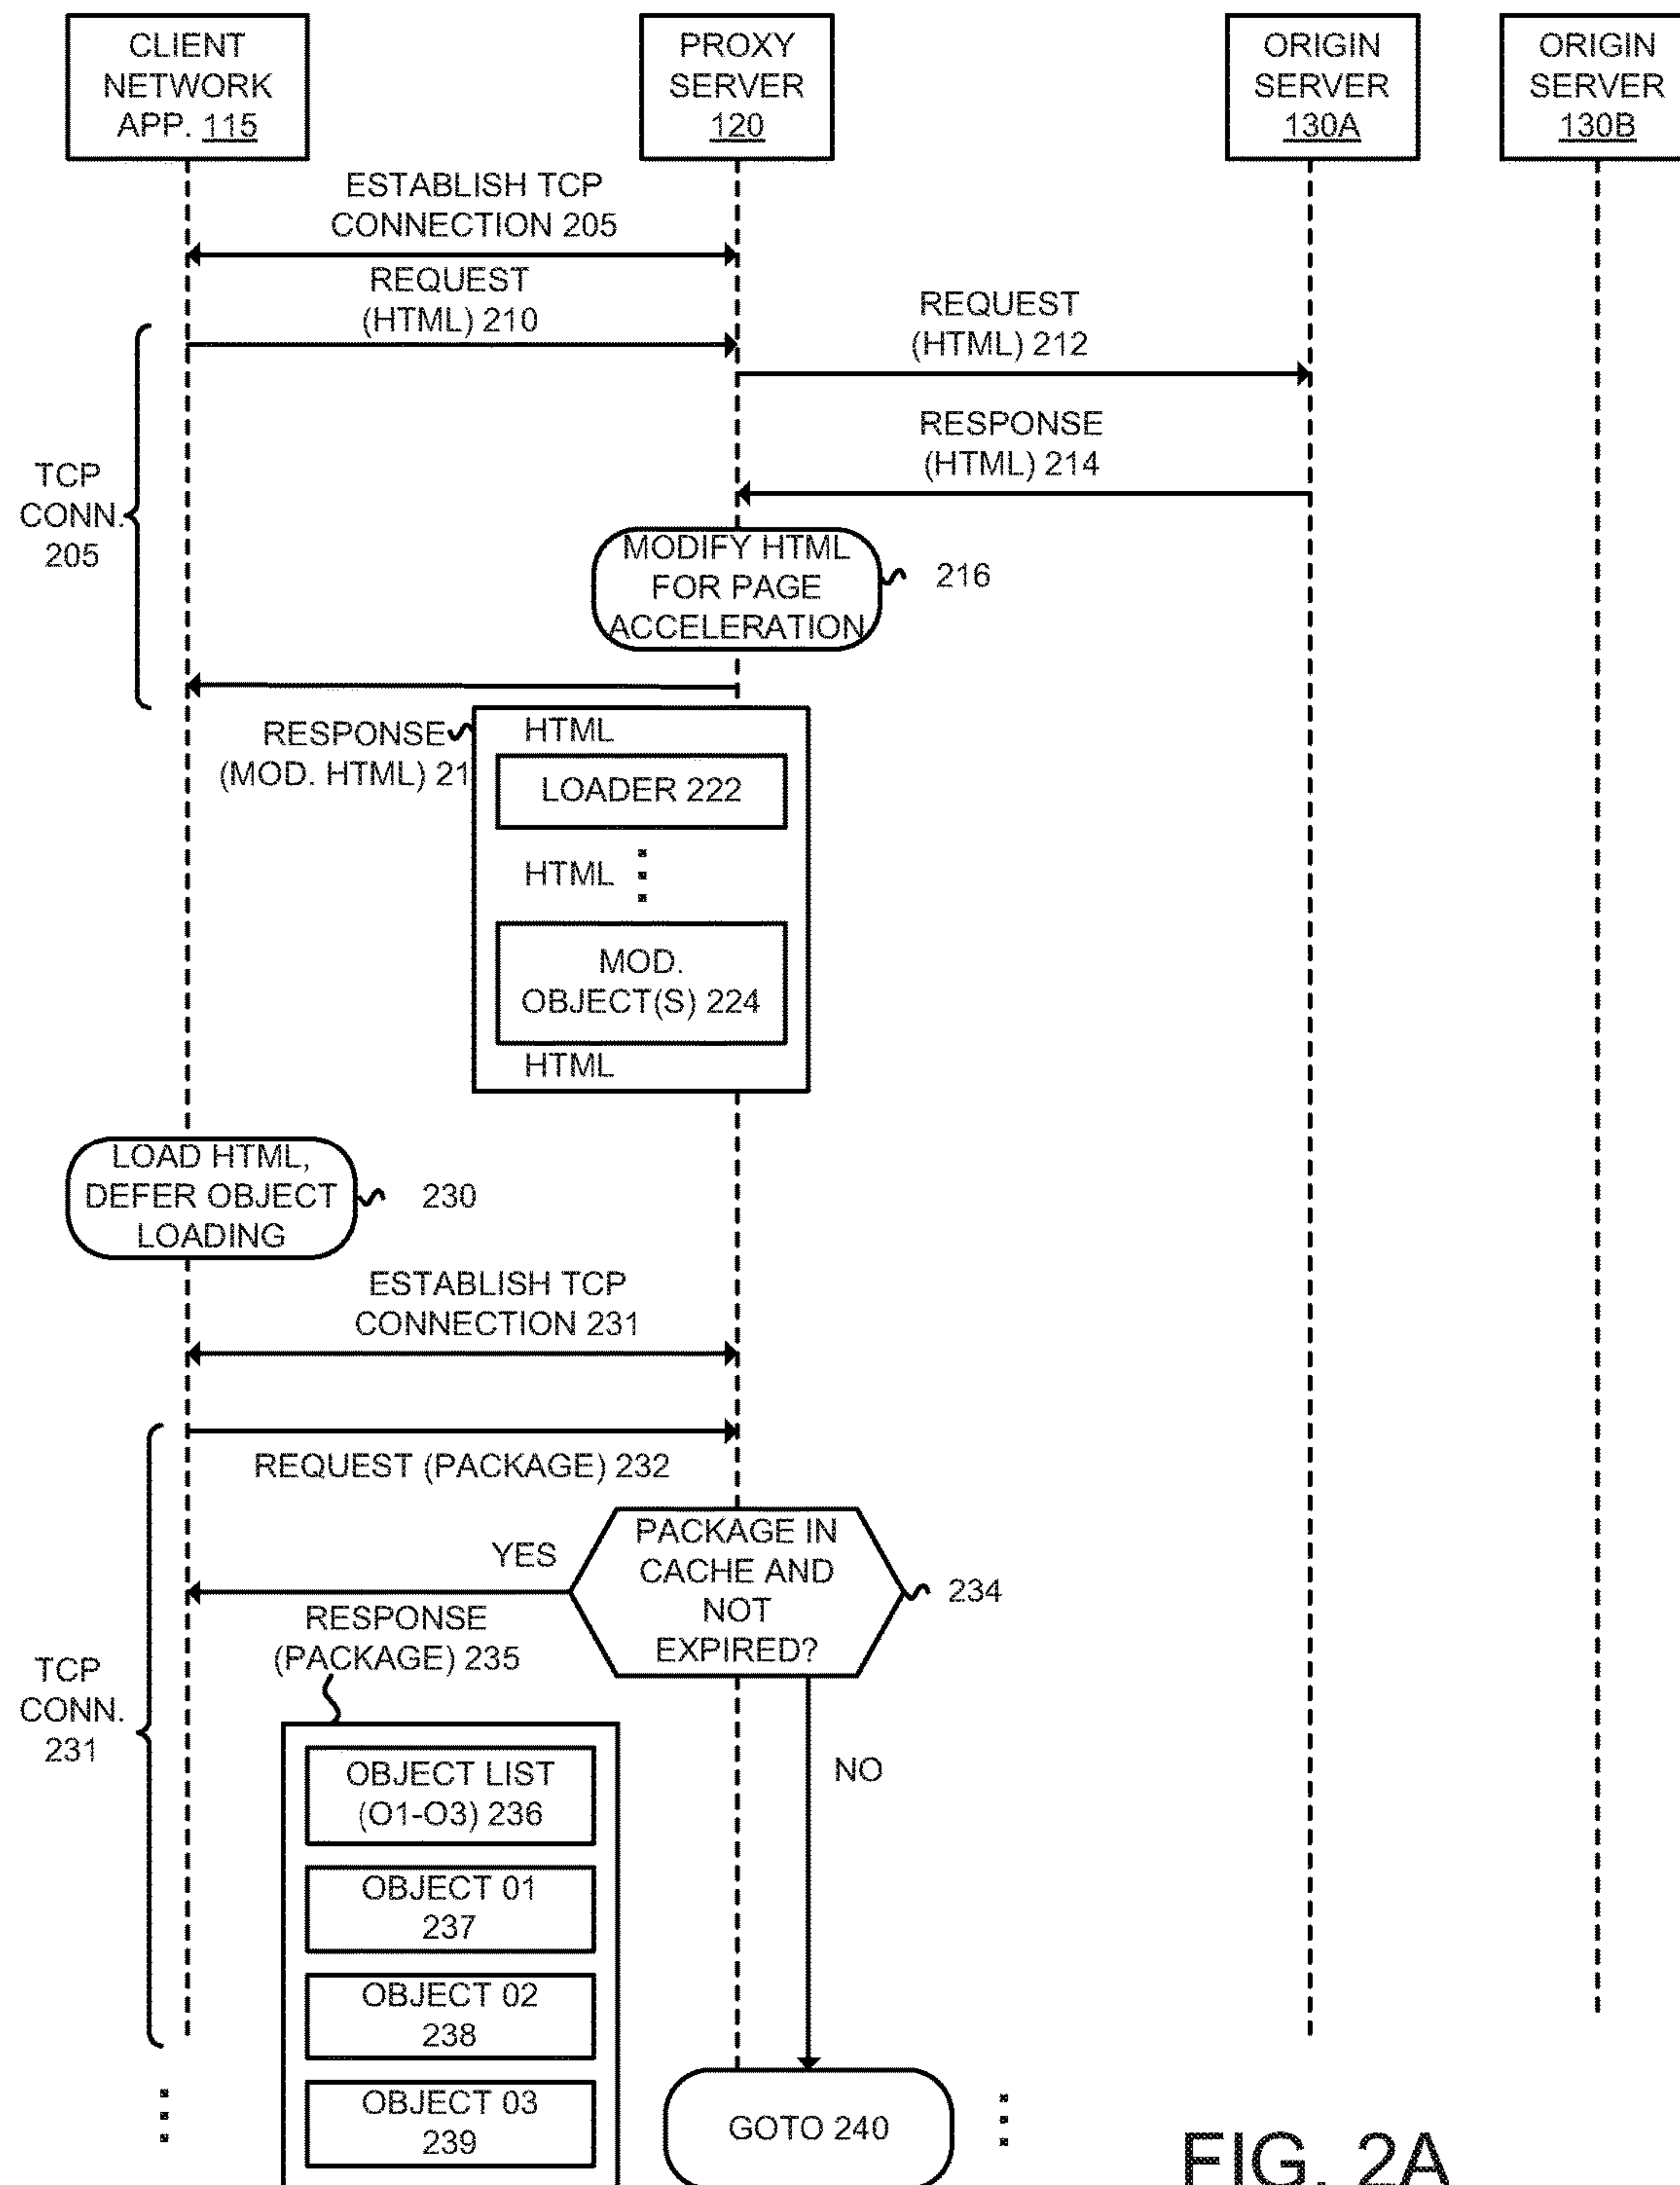 CLIENT
NETWORK
APP. 115
PROXY
SERVER
120
ORIGIN
SERVER
130A
ORIGIN
SERVER
130B
ESTABLISH TCP
CONNECTION 205
REQUEST
(HTML) 210
REQUEST
(HTML) 212
RESPONSE
(HTML) 214
TCP
CONN.
205
MODIFY HTML
FOR PAGE
ACCELERATION
216
RESPONSE
(MOD. HTML) 21
HTML
LOADER 222
HTML
MOD.
OBJECT(S) 224
HTML
LOAD HTML,
DEFER OBJECT
LOADING
230
ESTABLISH TCP
CONNECTION 231
REQUEST (PACKAGE) 232
PACKAGE IN
CACHE AND
NOT
EXPIRED?
234
YES
RESPONSE
(PACKAGE) 235
TCP
CONN.
231
NO
OBJECT LIST
(O1-O3) 236
OBJECT 01
237
OBJECT 02
238
OBJECT 03
239
GOTO 240
FIG. 2A